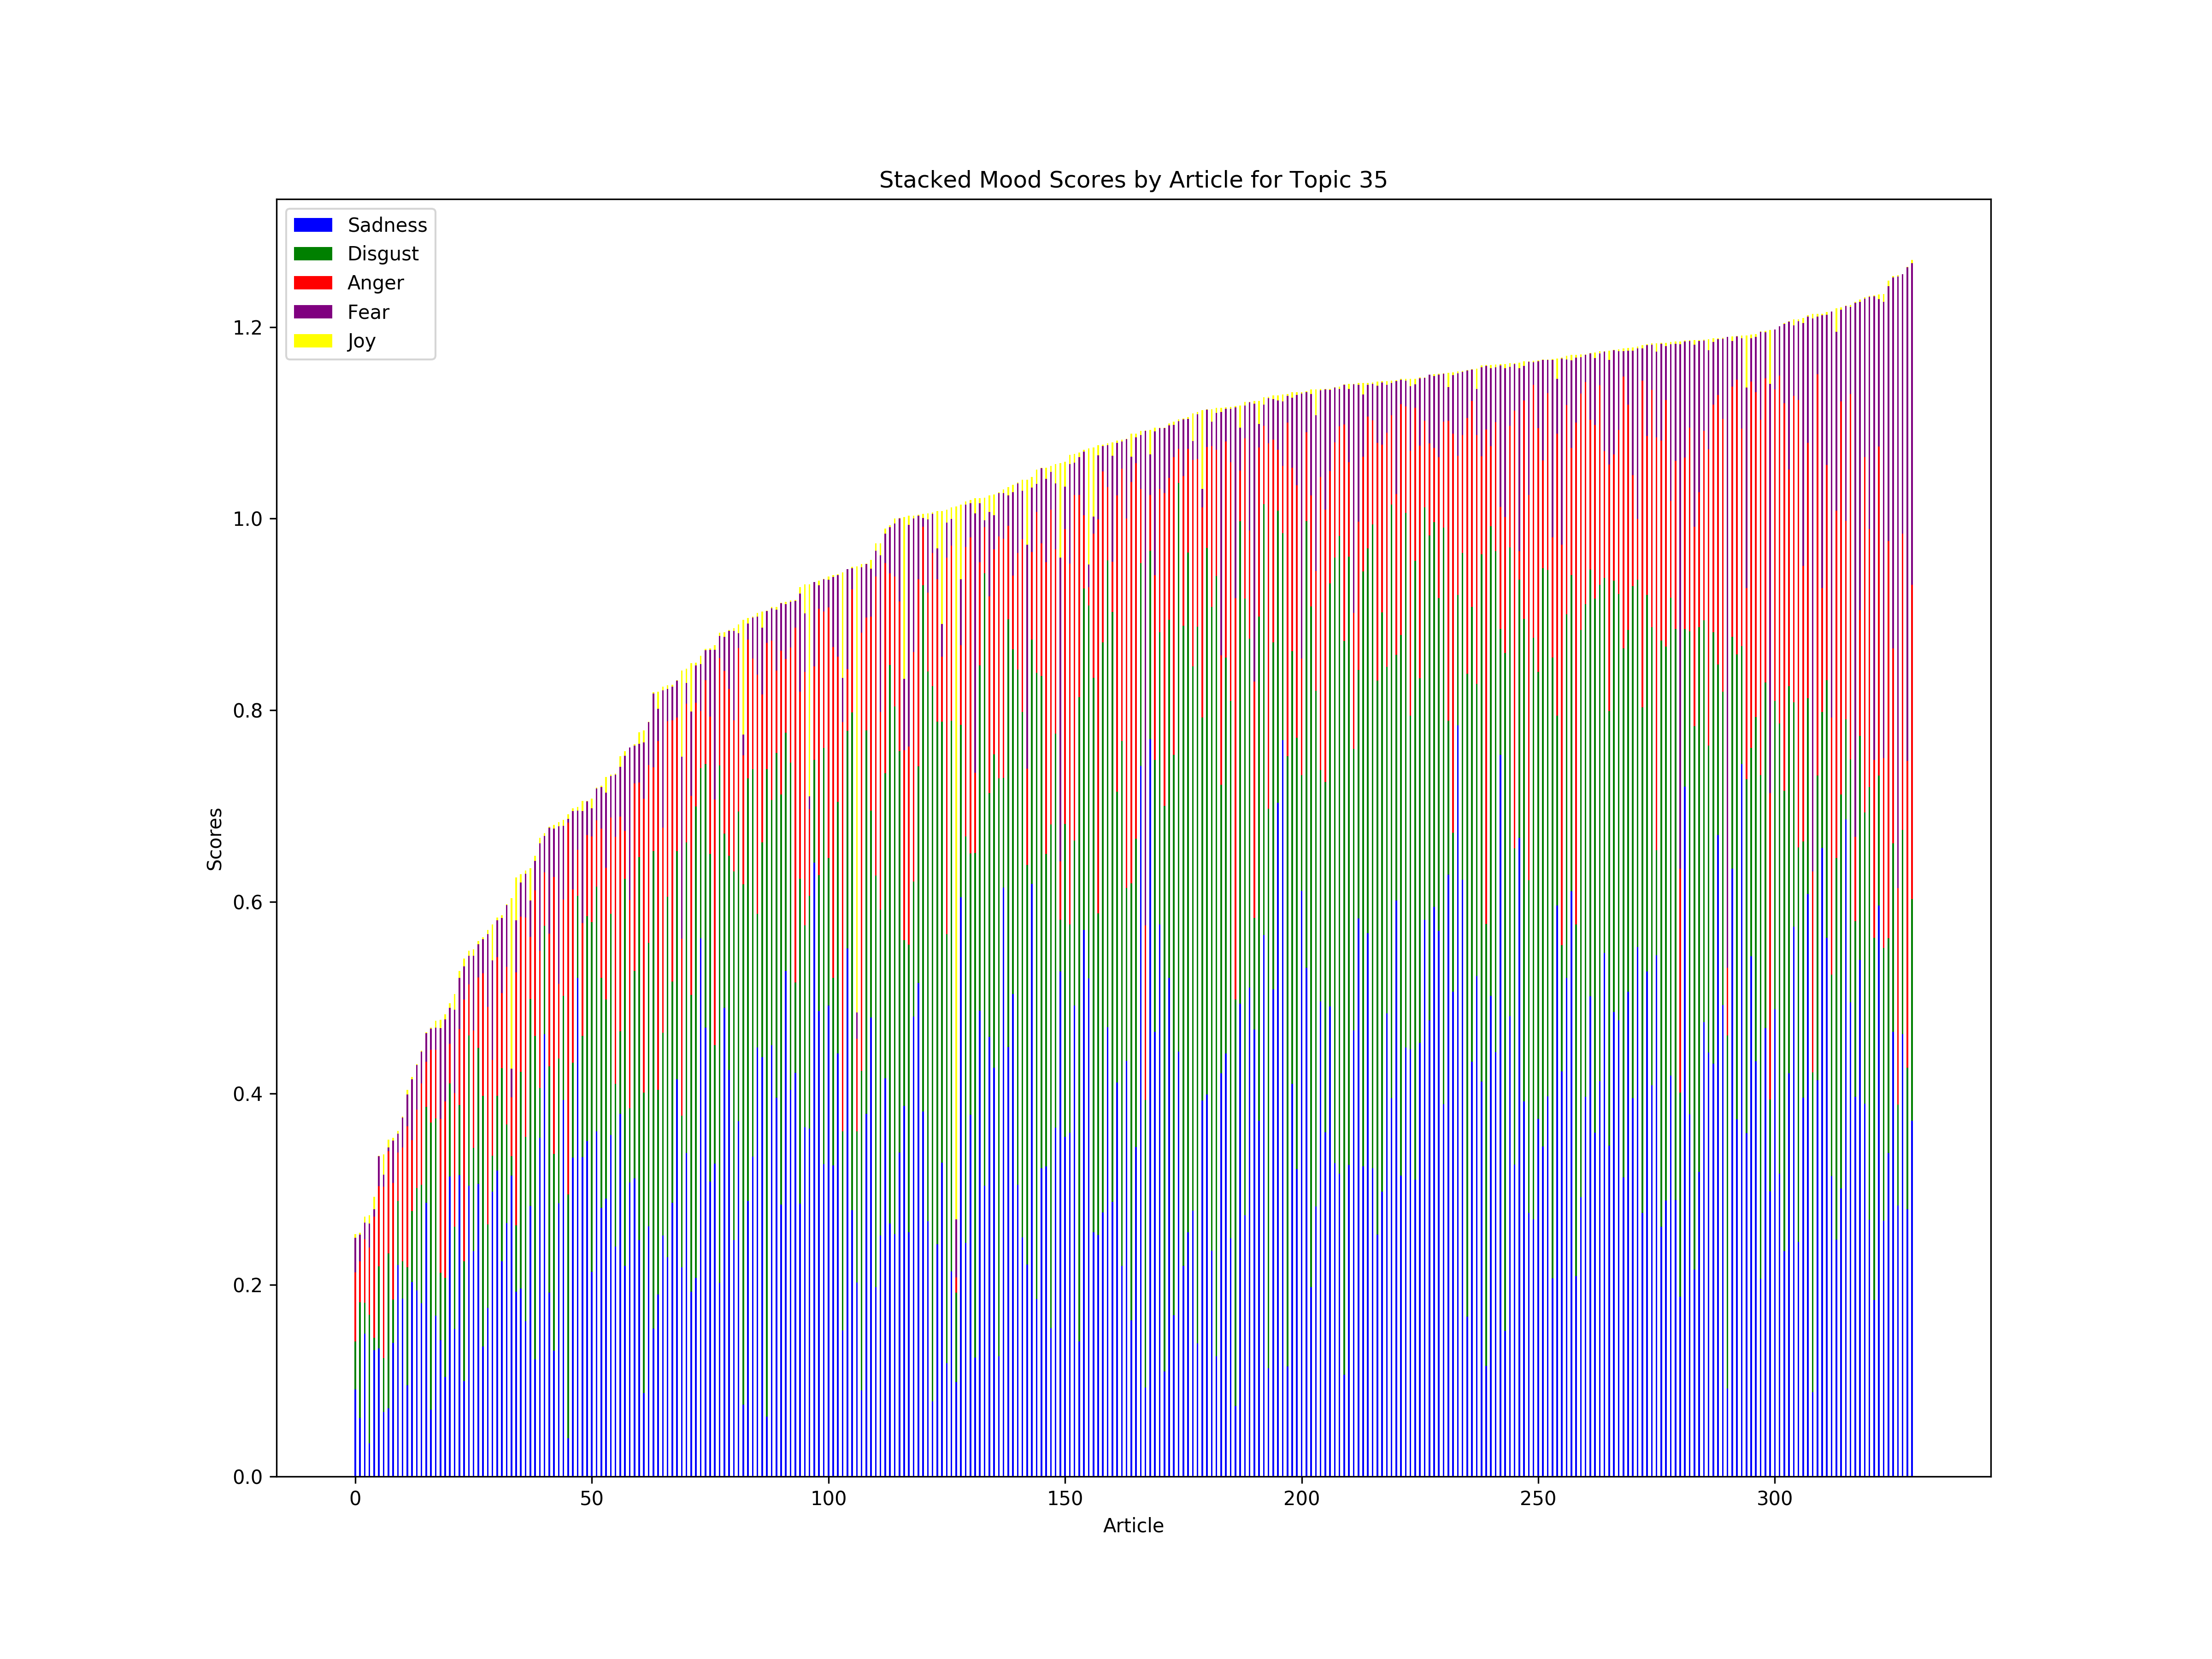 Stacked Mood Scores by Article for Topic 35
Sadness
Disgust
Anger
Fear
Joy
1.2
1.0
0.8
0.6
0.4
0.2
0.0
Scores
0 50 100 150 200 250 300
Article